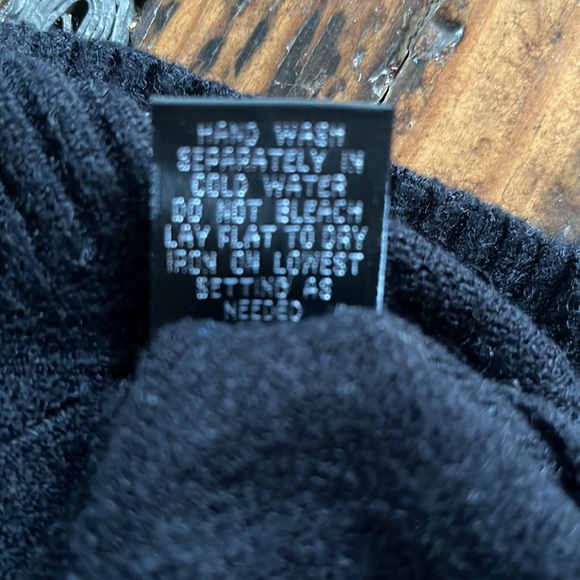 HAND WASH
SEPARATELY IN
COLD WATER
DO NOT BLEACH
LAY FLAT TO DRY
IRON ON LOWEST
SETTING AS
NEEDED